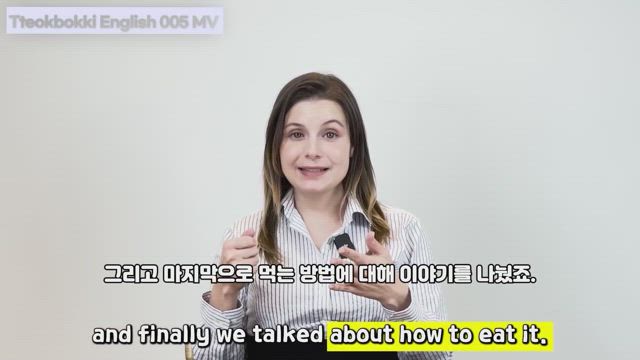 Tteokbokki English 005 MV
그리고 마지막으로 먹는 방법에 대해 이야기를 나눴죠.
and finally we talked about how to eat it.